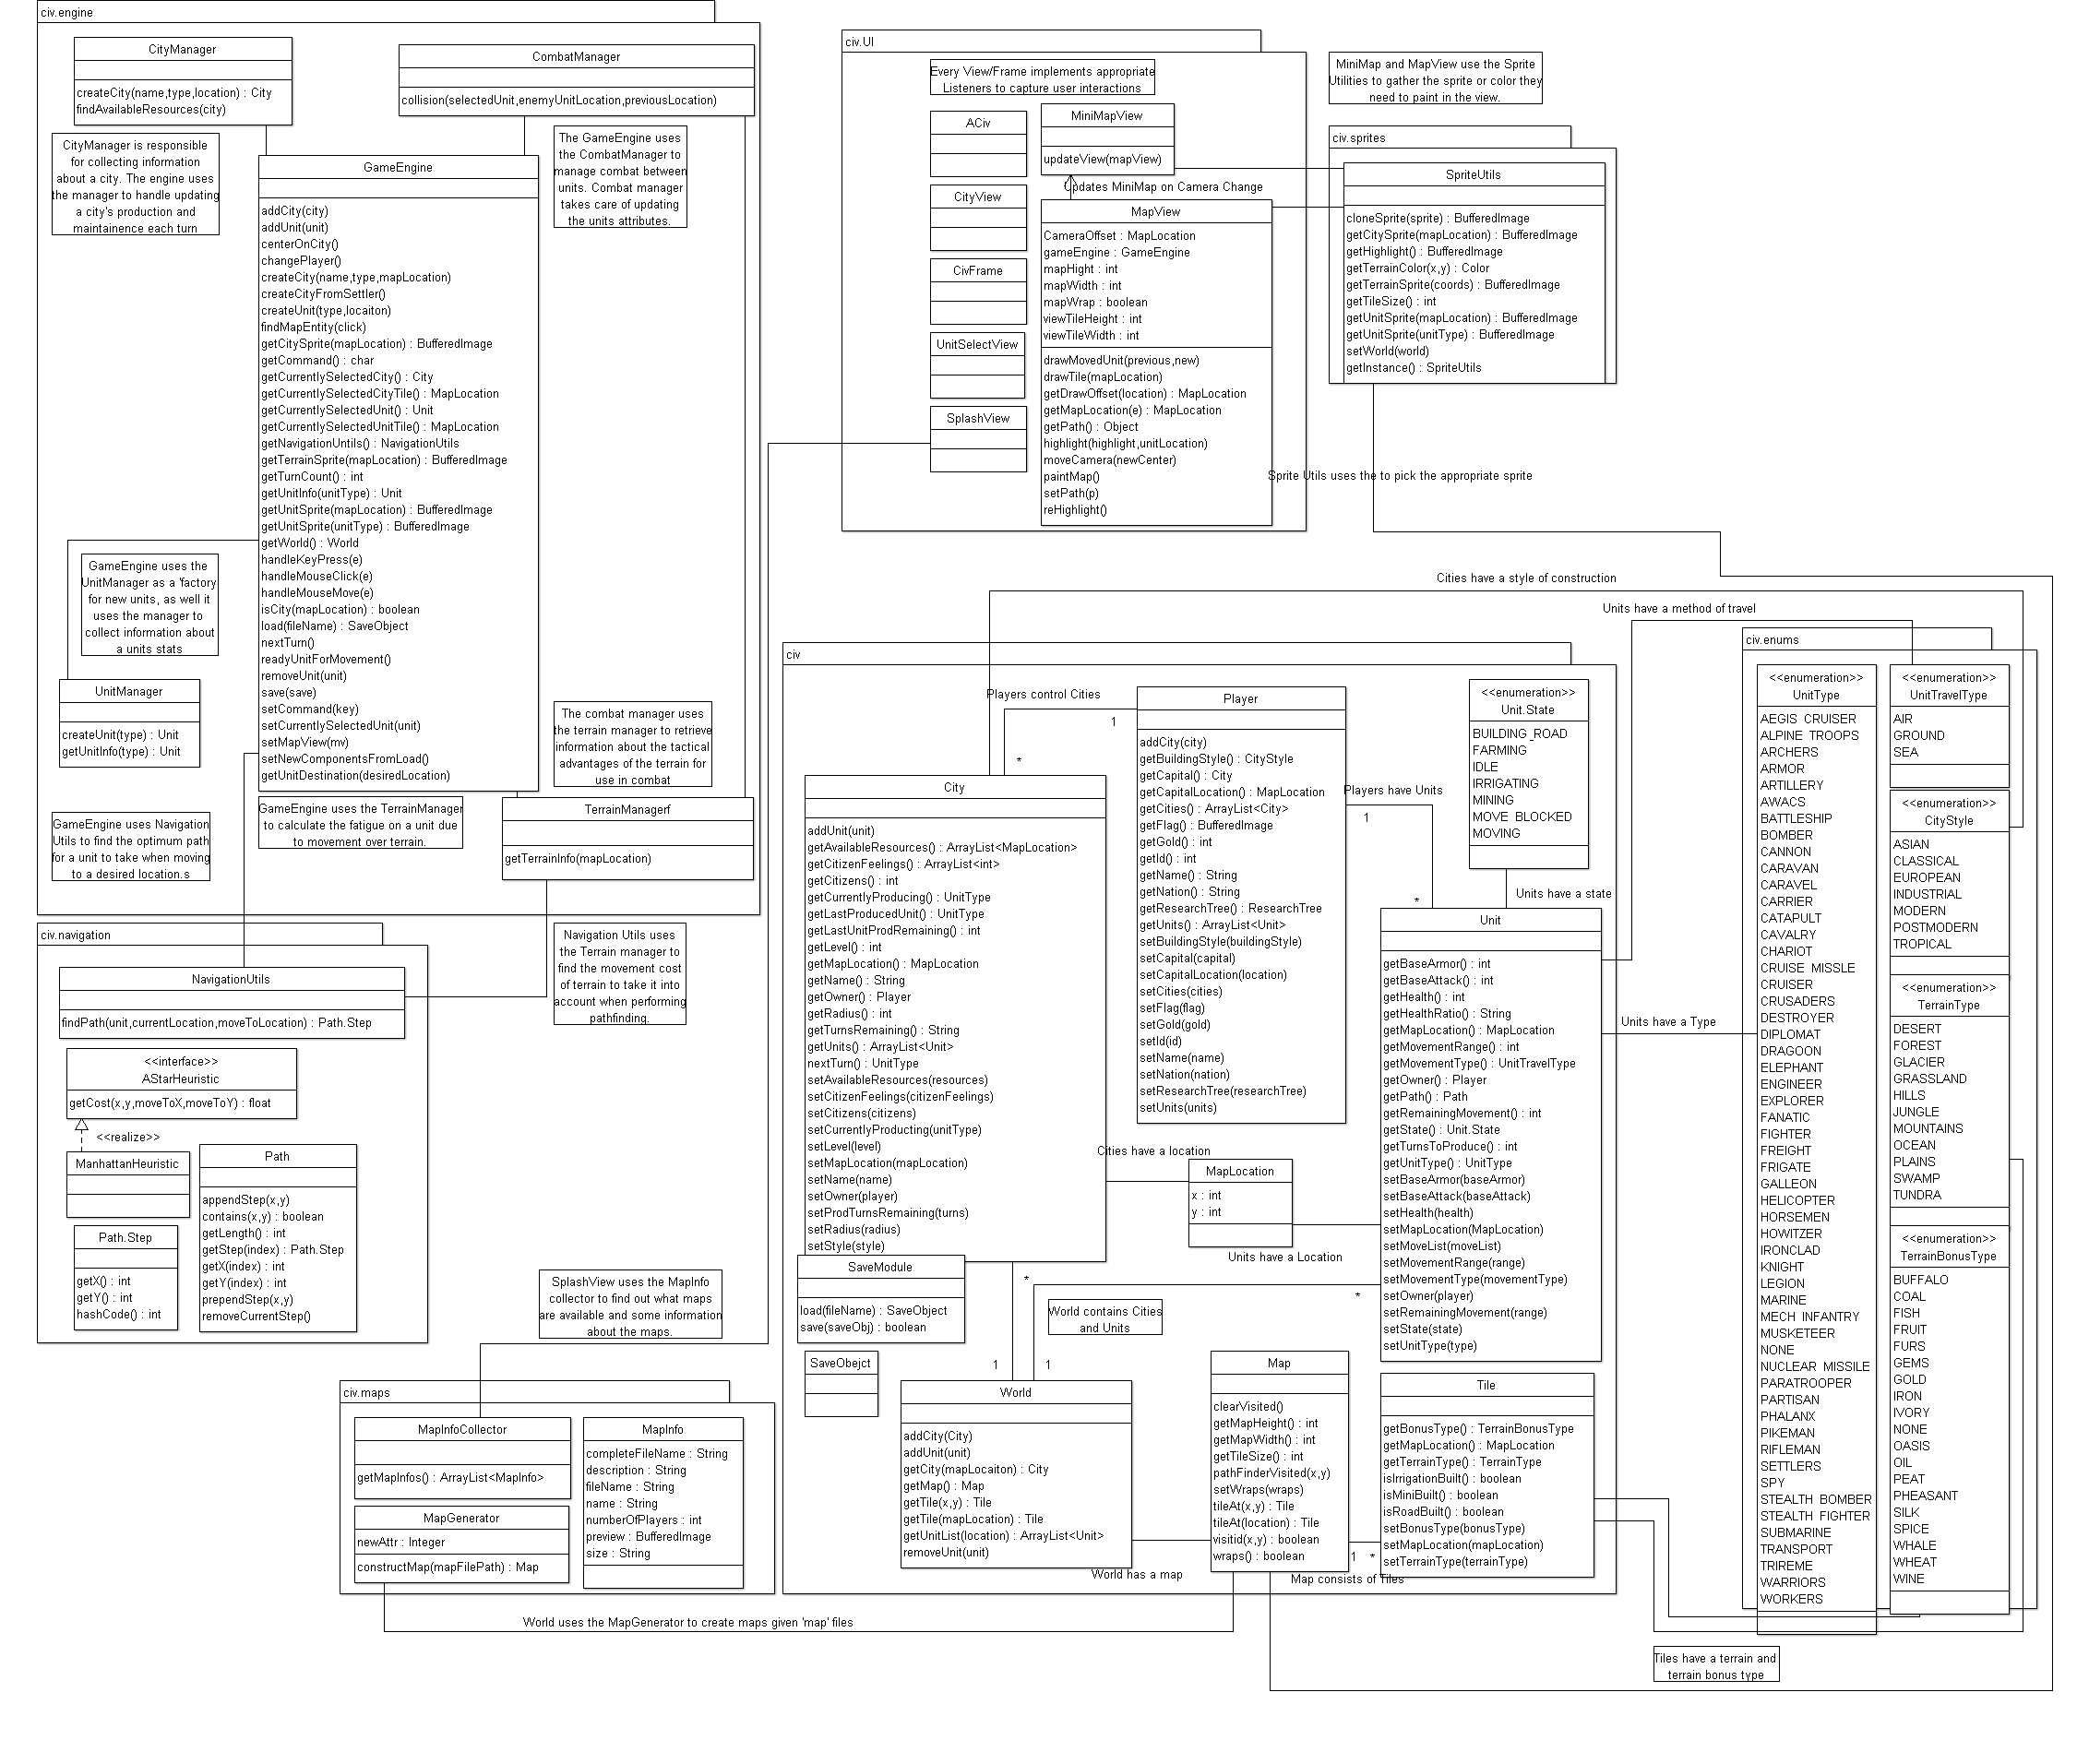 civ.engine
CityManager
createCity(name,type,location) : City
findAvailableResources(city)
CombatManager
collision(selectedUnit,enemyUnitLocation,previousLocation)
CityManager is responsible
for collecting information
about a city. The engine uses
the manager to handle updating
a city's production and
maintainence each turn
The GameEngine uses
the CombatManager to
manage combat between
units. Combat manager
takes care of updating
the units attributes.
GameEngine
addCity(city)
addUnit(unit)
centerOnCity()
changePlayer()
createCity(name,type,mapLocation)
createCityFromSettler()
createUnit(type,locaiton)
findMapEntity(click)
getCitySprite(mapLocation) : BufferedImage
getCommand() : char
getCurrentlySelectedCity() : City
getCurrentlySelectedCityTile() : MapLocation
getCurrentlySelectedUnit() : Unit
getCurrentlySelectedUnitTile() : MapLocation
getNavigationUntils() : NavigationUtils
getTerrainSprite(mapLocation) : BufferedImage
getTurnCount() : int
getUnitInfo(unitType) : Unit
getUnitSprite(mapLocation) : BufferedImage
getUnitSprite(unitType) : BufferedImage
getWorld() : World
handleKeyPress(e)
handleMouseClick(e)
handleMouseMove(e)
isCity(mapLocation) : boolean
load(fileName) : SaveObject
nextTurn()
readyUnitForMovement()
removeUnit(unit)
save(save)
setCommand(key)
setCurrentlySelectedUnit(unit)
setMapView(mv)
setNewComponentsFromLoad()
getUnitDestination(desiredLocation)
GameEngine uses the
UnitManager as a 'factory
for new units, as well it
uses the manager to
collect information about
a units stats
UnitManager
createUnit(type) : Unit
getUnitInfo(type) : Unit
The combat manager uses
the terrain manager to retrieve
information about the tactical
advantages of the terrain for
use in combat
GameEngine uses Navigation
Utils to find the optimum path
for a unit to take when moving
to a desired location.s
GameEngine uses the TerrainManager
to calculate the fatigue on a unit due
to movement over terrain.
TerrainManagerf
getTerrainInfo(mapLocation)
civ.navigation
NavigationUtils
findPath(unit,currentLocation,moveToLocation) : Path.Step
Navigation Utils uses
the Terrain manager to
find the movement cost
of terrain to take it into
account when performing
pathfinding.
<<interface>>
AStarHeuristic
getCost(x,y,moveToX,moveToY) : float
<<realize>>
ManhattanHeuristic
Path
appendStep(x,y)
contains(x,y) : boolean
getLength() : int
getStep(index) : Path.Step
getX(index) : int
getY(index) : int
prependStep(x,y)
removeCurrentStep()
Path.Step
getX() : int
getY() : int
hashCode() : int
civ.UI
Every View/Frame implements appropriate
Listeners to capture user interactions
ACiv
CityView
CivFrame
UnitSelectView
SplashView
MiniMapView
updateView(mapView)
Updates MiniMap on Camera Change
MapView
CameraOffset : MapLocation
gameEngine : GameEngine
mapHight : int
mapWidth : int
mapWrap : boolean
viewTileHeight : int
viewTileWidth : int
drawMovedUnit(previous,new)
drawTile(mapLocation)
getDrawOffset(location) : MapLocation
getMapLocation(e) : MapLocation
getPath() : Object
highlight(highlight,unitLocation)
moveCamera(newCenter)
paintMap()
setPath(p)
reHighlight()
MiniMap and MapView use the Sprite
Utilities to gather the sprite or color they
need to paint in the view.
civ.sprites
SpriteUtils
cloneSprite(sprite) : BufferedImage
getCitySprite(mapLocation) : BufferedImage
getHighlight() : BufferedImage
getTerrainColor(x,y) : Color
getTerrainSprite(coords) : BufferedImage
getTileSize() : int
getUnitSprite(mapLocation) : BufferedImage
getUnitSprite(unitType) : BufferedImage
setWorld(world)
getInstance() : SpriteUtils
Sprite Utils uses the to pick the appropriate sprite
Cities have a style of construction
Units have a method of travel
civ
Players control Cities
1
*
Player
addCity(city)
getBuildingStyle() : CityStyle
getCapital() : City
getCapitalLocation() : MapLocation
getCities() : ArrayList<City>
getFlag() : BufferedImage
getGold() : int
getId() : int
getName() : String
getNation() : String
getResearchTree() : ResearchTree
getUnits() : ArrayList<Unit>
setBuildingStyle(buildingStyle)
setCapital(capital)
setCapitalLocation(location)
setCities(cities)
setFlag(flag)
setGold(gold)
setId(id)
setName(name)
setNation(nation)
setResearchTree(researchTree)
setUnits(units)
Players have Units
1
*
<<enumeration>>
Unit.State
BUILDING_ROAD
FARMING
IDLE
IRRIGATING
MINING
MOVE BLOCKED
MOVING
Units have a state
City
addUnit(unit)
getAvailableResources() : ArrayList<MapLocation>
getCitizenFeelings() : ArrayList<int>
getCitizens() : int
getCurrentlyProducing() : UnitType
getLastProducedUnit() : UnitType
getLastUnitProdRemaining() : int
getLevel() : int
getMapLocation() : MapLocation
getName() : String
getOwner() : Player
getRadius() : int
getTurnsRemaining() : String
getUnits() : ArrayList<Unit>
nextTurn() : UnitType
setAvailableResources(resources)
setCitizenFeelings(citizenFeelings)
setCitizens(citizens)
setCurrentlyProducting(unitType)
setLevel(level)
setMapLocation(mapLocation)
setName(name)
setOwner(player)
setProdTurnsRemaining(turns)
setRadius(radius)
setStyle(style)
Unit
getBaseArmor() : int
getBaseAttack() : int
getHealth() : int
getHealthRatio() : String
getMapLocation() : MapLocation
getMovementRange() : int
getMovementType() : UnitTravelType
getOwner() : Player
getPath() : Path
getRemainingMovement() : int
getState() : Unit.State
getTurnsToProduce() : int
getUnitType() : UnitType
setBaseArmor(baseArmor)
setBaseAttack(baseAttack)
setHealth(health)
setMapLocation(MapLocation)
setMoveList(moveList)
setMovementRange(range)
setMovementType(movementType)
setOwner(player)
setRemainingMovement(range)
setState(state)
setUnitType(type)
Units have a Type
Cities have a location
MapLocation
x : int
y : int
Units have a Location
*
*
World contains Cities
and Units
1
1
SaveModule
load(fileName) : SaveObject
save(saveObj) : boolean
SaveObejct
World
addCity(City)
addUnit(unit)
getCity(mapLocaiton) : City
getMap() : Map
getTile(x,y) : Tile
getTile(mapLocation) : Tile
getUnitList(location) : ArrayList<Unit>
removeUnit(unit)
World has a map
Map
clearVisited()
getMapHeight() : int
getMapWidth() : int
getTileSize() : int
pathFinderVisited(x,y)
setWraps(wraps)
tileAt(x,y) : Tile
tileAt(location) : Tile
visitid(x,y) : boolean
wraps() : boolean
1
*
Map consists of Tiles
Tile
getBonusType() : TerrainBonusType
getMapLocation() : MapLocation
getTerrainType() : TerrainType
isIrrigationBuilt() : boolean
isMiniBuilt() : boolean
isRoadBuilt() : boolean
setBonusType(bonusType)
setMapLocation(mapLocation)
setTerrainType(terrainType)
civ.enums
<<enumeration>>
UnitType
AEGIS CRUISER
ALPINE TROOPS
ARCHERS
ARMOR
ARTILLERY
AWACS
BATTLESHIP
BOMBER
CANNON
CARAVAN
CARAVEL
CARRIER
CATAPULT
CAVALRY
CHARIOT
CRUISE MISSLE
CRUISER
CRUSADERS
DESTROYER
DIPLOMAT
DRAGOON
ELEPHANT
ENGINEER
EXPLORER
FANATIC
FIGHTER
FREIGHT
FRIGATE
GALLEON
HELICOPTER
HORSEMEN
HOWITZER
IRONCLAD
KNIGHT
LEGION
MARINE
MECH INFANTRY
MUSKETEER
NONE
NUCLEAR MISSILE
PARATROOPER
PARTISAN
PHALANX
PIKEMAN
RIFLEMAN
SETTLERS
SPY
STEALTH BOMBER
STEALTH FIGHTER
SUBMARINE
TRANSPORT
TRIREME
WARRIORS
WORKERS
<<enumeration>>
UnitTravelType
AIR
GROUND
SEA
<<enumeration>>
CityStyle
ASIAN
CLASSICAL
EUROPEAN
INDUSTRIAL
MODERN
POSTMODERN
TROPICAL
<<enumeration>>
TerrainType
DESERT
FOREST
GLACIER
GRASSLAND
HILLS
JUNGLE
MOUNTAINS
OCEAN
PLAINS
SWAMP
TUNDRA
<<enumeration>>
TerrainBonusType
BUFFALO
COAL
FISH
FRUIT
FURS
GEMS
GOLD
IRON
IVORY
NONE
OASIS
OIL
PEAT
PHEASANT
SILK
SPICE
WHALE
WHEAT
WINE
Tiles have a terrain and
terrain bonus type
SplashView uses the MapInfo
collector to find out what maps
are available and some information
about the maps.
civ.maps
MapInfoCollector
getMapInfos() : ArrayList<MapInfo>
MapGenerator
newAttr : Integer
constructMap(mapFilePath) : Map
MapInfo
completeFileName : String
description : String
fileName : String
name : String
numberOfPlayers : int
preview : BufferedImage
size : String
World uses the MapGenerator to create maps given 'map' files